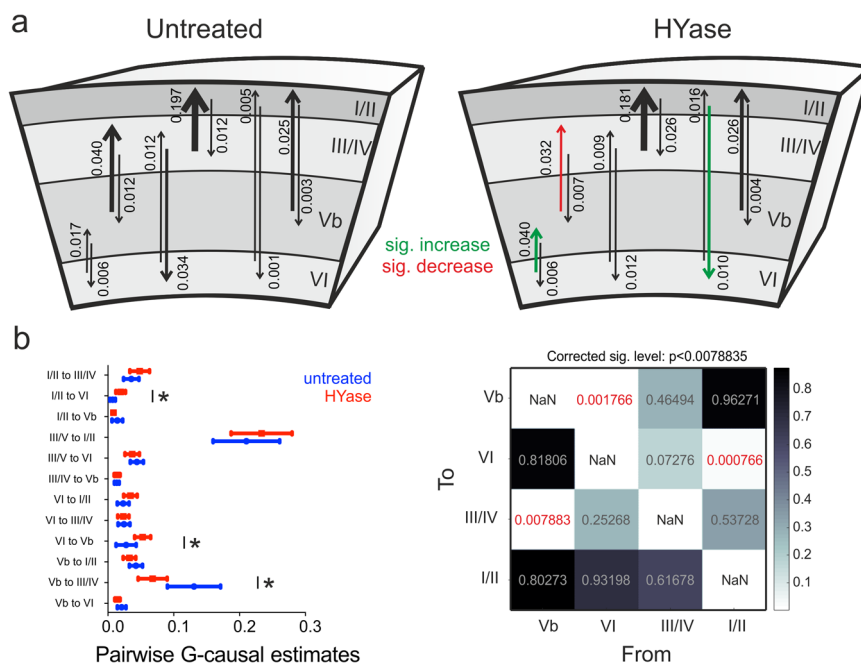 a
Untreated
HYase
I/II
III/IV
Vb
VI
0.197
0.012
0.005
0.025
0.003
0.040
0.012
0.012
0.034
0.017
0.006
0.001
I/II
III/IV
Vb
VI
0.181
0.026
0.016
0.026
0.004
0.032
0.007
0.009
0.012
0.040
0.006
0.010
sig. increase
sig. decrease
b
untreated
HYase
I/II to III/IV
I/II to VI
I/II to Vb
III/V to I/II
III/V to VI
III/IV to Vb
VI to I/II
VI to III/IV
VI to Vb
Vb to I/II
Vb to III/IV
Vb to VI
*
*
*
0.0 0.1 0.2 0.3
Pairwise G-causal estimates
Corrected sig. level: p<0.0078835
To
Vb NaN 0.001766 0.46494 0.96271
VI 0.81806 NaN 0.07276 0.000766
III/IV 0.007883 0.25268 NaN 0.53728
I/II 0.80273 0.93198 0.61678 NaN
Vb VI III/IV I/II
From
0.8
0.7
0.6
0.5
0.4
0.3
0.2
0.1
0